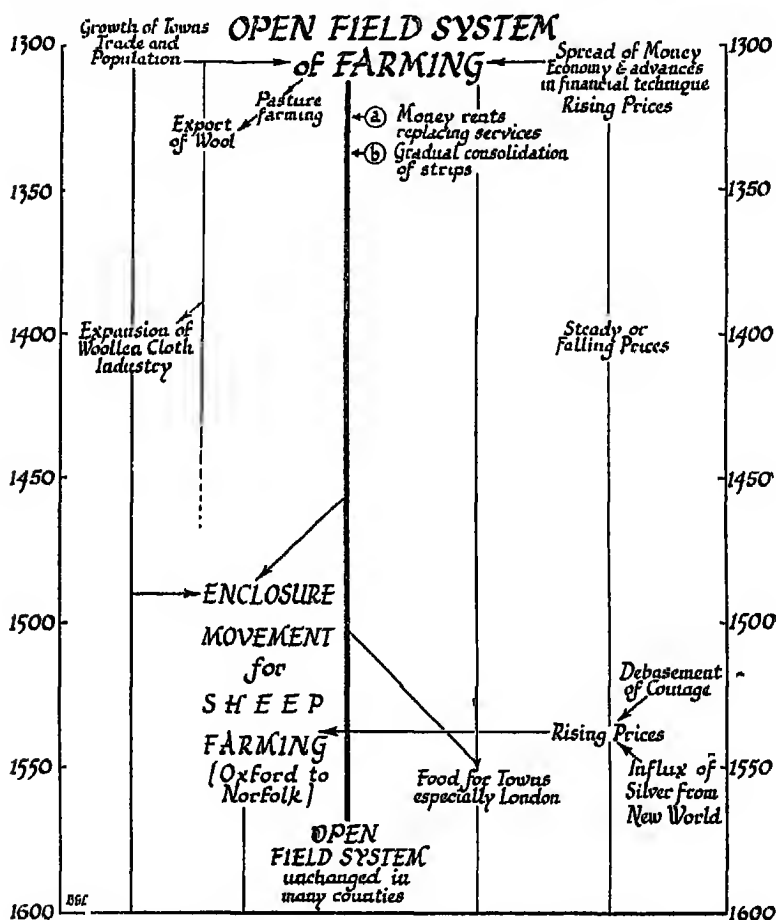 OPEN FIELD SYSTEM
of FARMING
Growth of Towns
Trade and
Population
Spread of Money
Economy & advances
in financial technique
Rising Prices
1300
1300
Pasture
farming
Export
of Wool
(a) Money rents
replacing services
(b) Gradual consolidation
of strips
1350
1350
Expansion of
Woollen Cloth
Industry
Steady or
Falling Prices
1400
1400
1450
1450
ENCLOSURE
MOVEMENT
for
SHEEP
FARMING
[Oxford to
Norfolk]
1500
1500
Debasement
of Coinage
Rising Prices
Influx of
Silver from
New World
1550
1550
Food for Towns
especially London
OPEN
FIELD SYSTEM
unchanged in
many counties
1600
1600